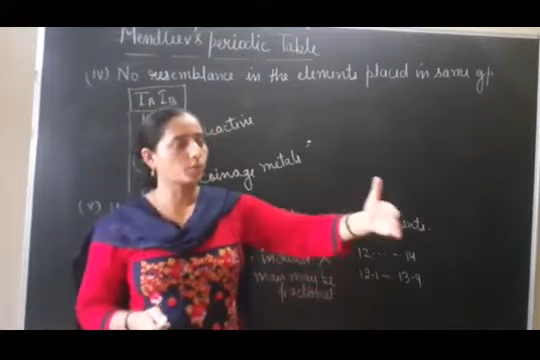 Mendleev's periodic Table
(iv) No resemblance in the elements placed in same gp.
IA IB
reactive
coinage metals"
(v)
12 .... 14
mass may be 12.1 - 13.9
fractional